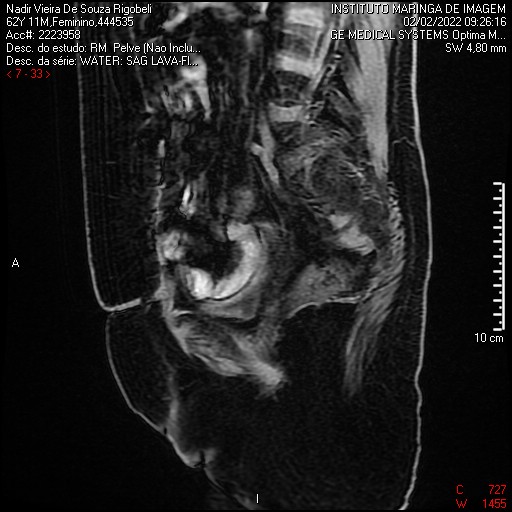 Nadir Vieira De Souza Rigobeli
62Y 11M,Feminino,444535
Acc#: 2223958
Desc. do estudo: RM Pelve (Nao Inclu...
Desc. da série: WATER: SAG LAVA-Fl...
< 7 - 33 >
INSTITUTO MARINGA DE IMAGEM
02/02/2022 09:26:16
GE MEDICAL SYSTEMS Optima M...
SW 4,80 mm
A
10 cm
I
C 727
W 1455